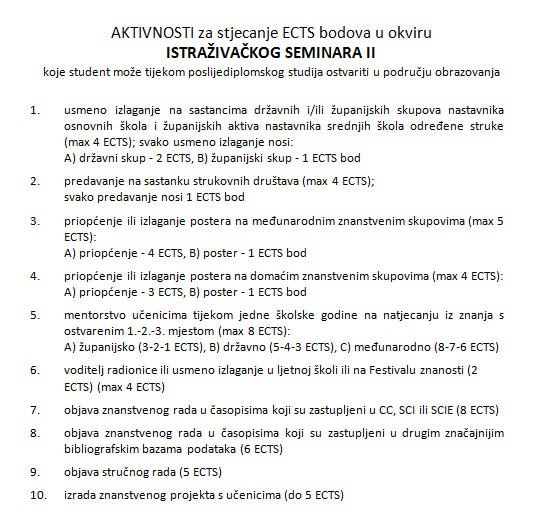 AKTIVNOSTI za stjecanje ECTS bodova u okviru
ISTRAŽIVAČKOG SEMINARA II
koje student može tijekom poslijediplomskog studija ostvariti u području obrazovanja
1. usmeno izlaganje na sastancima državnih i/ili županijskih skupova nastavnika
osnovnih škola i županijskih aktiva nastavnika srednjih škola određene struke
(max 4 ECTS); svako usmeno izlaganje nosi:
A) državni skup - 2 ECTS, B) županijski skup - 1 ECTS bod
2. predavanje na sastanku strukovnih društava (max 4 ECTS);
svako predavanje nosi 1 ECTS bod
3. priopćenje ili izlaganje postera na međunarodnim znanstvenim skupovima (max 5
ECTS):
A) priopćenje - 4 ECTS, B) poster - 1 ECTS bod
4. priopćenje ili izlaganje postera na domaćim znanstvenim skupovima (max 4 ECTS):
A) priopćenje - 3 ECTS, B) poster - 1 ECTS bod
5. mentorstvo učenicima tijekom jedne školske godine na natjecanju iz znanja s
ostvarenim 1.-2.-3. mjestom (max 8 ECTS):
A) županijsko (3-2-1 ECTS), B) državno (5-4-3 ECTS), C) međunarodno (8-7-6 ECTS)
6. voditelj radionice ili usmeno izlaganje u ljetnoj školi ili na Festivalu znanosti (2
ECTS) (max 4 ECTS)
7. objava znanstvenog rada u časopisima koji su zastupljeni u CC, SCI ili SCIE (8 ECTS)
8. objava znanstvenog rada u časopisima koji su zastupljeni u drugim značajnijim
bibliografskim bazama podataka (6 ECTS)
9. objava stručnog rada (5 ECTS)
10. izrada znanstvenog projekta s učenicima (do 5 ECTS)